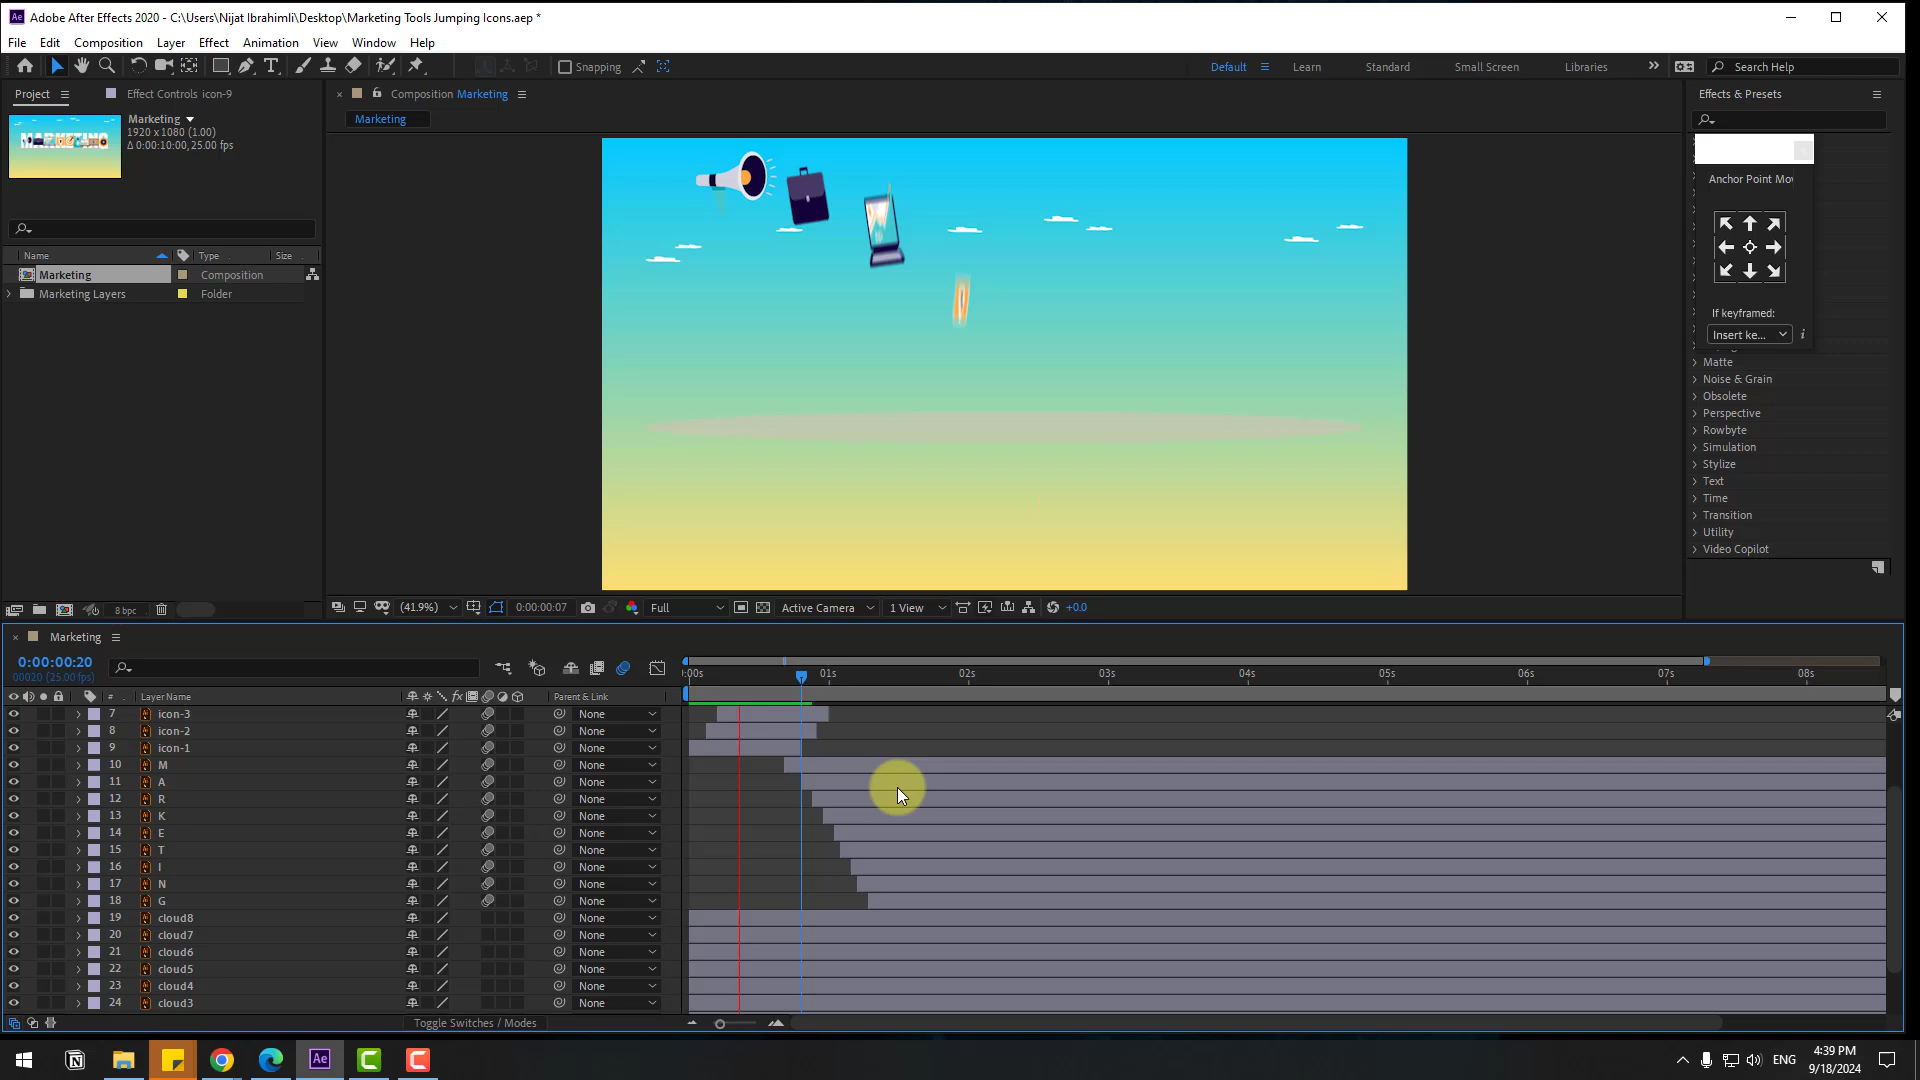 Adobe After Effects 2020 - C:\Users\Nijat Ibrahimli\Desktop\Marketing Tools Jumping Icons.aep *
File Edit Composition Layer Effect Animation View Window Help
Snapping Default Learn Standard Small Screen Libraries Search Help
Project Effect Controls icon-9 Composition Marketing Effects & Presets
Marketing
1920 x 1080 (1.00)
Δ 0:00:10:00, 25.00 fps
Marketing
MARKETING
Anchor Point Mov
Name Type Size
Marketing Composition
Marketing Layers Folder
If keyframed:
Insert ke...
i
Matte
Noise & Grain
Obsolete
Perspective
Rowbyte
Simulation
Stylize
Text
Time
Transition
Utility
Video Copilot
8 bpc (41.9%) 0:00:00:07 Full Active Camera 1 View +0.0
Marketing
0:00:00:20
00020 (25.00 fps)
:00s 01s 02s 03s 04s 05s 06s 07s 08s
# Layer Name fx Parent & Link
7 icon-3 None
8 icon-2 None
9 icon-1 None
10 M None
11 A None
12 R None
13 K None
14 E None
15 T None
16 I None
17 N None
18 G None
19 cloud8 None
20 cloud7 None
21 cloud6 None
22 cloud5 None
23 cloud4 None
24 cloud3 None
Toggle Switches / Modes
ENG
4:39 PM
9/18/2024